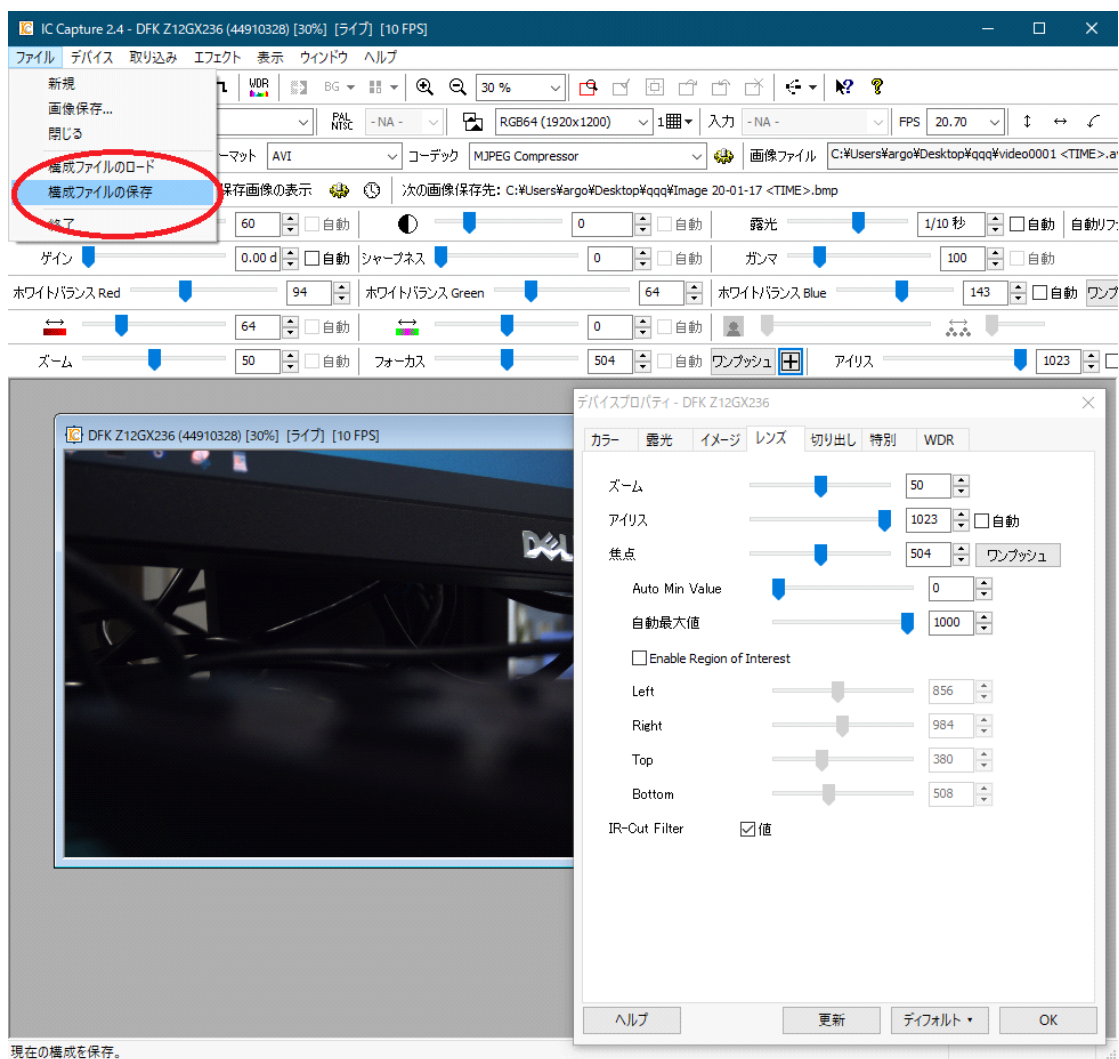 IC Capture 2.4 - DFK Z12GX236 (44910328) [30%] [ライブ] [10 FPS]
ファイル デバイス 取り込み エフェクト 表示 ウィンドウ ヘルプ
新規
画像保存...
閉じる
構成ファイルのロード
構成ファイルの保存
終了
WDR BG 30 %
PAL NTSC - NA - RGB64 (1920x1200) 1 入力 - NA - FPS 20.70
ーマット AVI コーデック MJPEG Compressor 画像ファイル C:¥Users¥argo¥Desktop¥qqq¥video0001 <TIME>.a
保存画像の表示 次の画像保存先: C:¥Users¥argo¥Desktop¥qqq¥Image 20-01-17 <TIME>.bmp
60 自動 0 自動 露光 1/10 秒 自動 自動リフ
ゲイン 0.00 d 自動 シャープネス 0 自動 ガンマ 100 自動
ホワイトバランス Red 94 ホワイトバランス Green 64 ホワイトバランス Blue 143 自動 ワンプ
64 自動 0 自動
ズーム 50 自動 フォーカス 504 自動 ワンプッシュ アイリス 1023
DFK Z12GX236 (44910328) [30%] [ライブ] [10 FPS]
DELL
デバイスプロパティ - DFK Z12GX236
カラー 露光 イメージ レンズ 切り出し 特別 WDR
ズーム 50
アイリス 1023 自動
焦点 504 ワンプッシュ
Auto Min Value 0
自動最大値 1000
Enable Region of Interest
Left 856
Right 984
Top 380
Bottom 508
IR-Cut Filter 値
ヘルプ 更新 ディフォルト OK
現在の構成を保存。